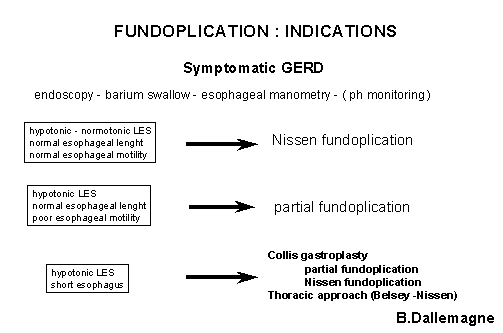 FUNDOPLICATION : INDICATIONS
Symptomatic GERD
endoscopy - barium swallow - esophageal manometry - ( ph monitoring )
hypotonic - normotonic LES
normal esophageal lenght
normal esophageal motility
Nissen fundoplication
hypotonic LES
normal esophageal lenght
poor esophageal motility
partial fundoplication
hypotonic LES
short esophagus
Collis gastroplasty
partial fundoplication
Nissen fundoplication
Thoracic approach (Belsey -Nissen)
B.Dallemagne